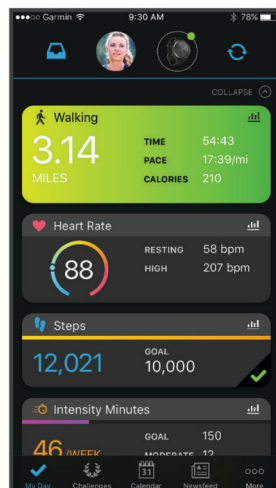 ●●●○○ Garmin 9:30 AM 78%
COLLAPSE
Walking
3.14
MILES
TIME 54:43
PACE 17:39/mi
CALORIES 210
Heart Rate
88
RESTING 58 bpm
HIGH 207 bpm
Steps
12,021
GOAL
10,000
Intensity Minutes
46 /WEEK
GOAL 150
MODERATE 12
My Day Challenges Calendar Newsfeed More
31